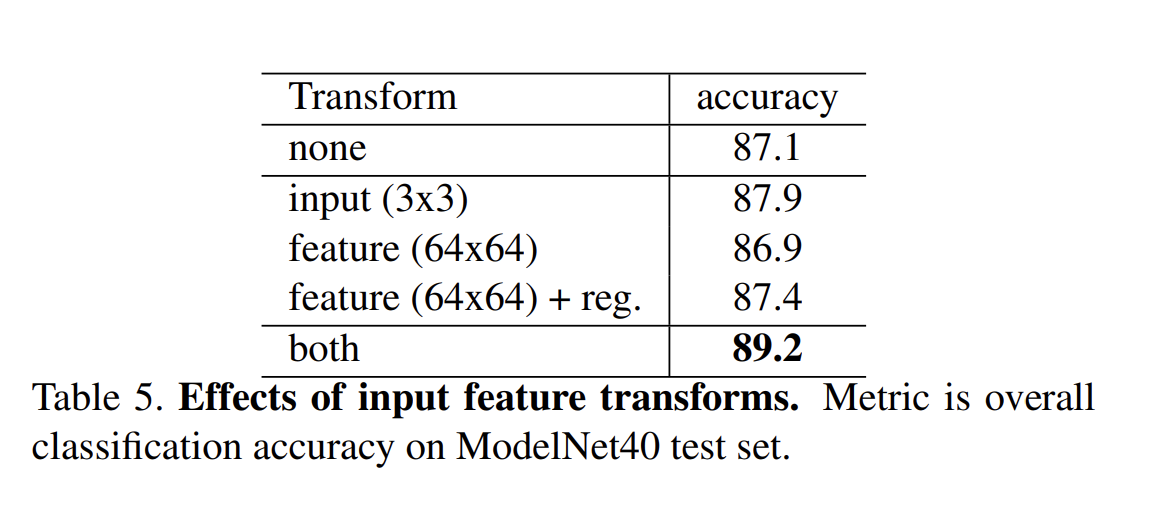 Transform accuracy
none 87.1
input (3x3) 87.9
feature (64x64) 86.9
feature (64x64) + reg. 87.4
both 89.2
Table 5. Effects of input feature transforms. Metric is overall
classification accuracy on ModelNet40 test set.